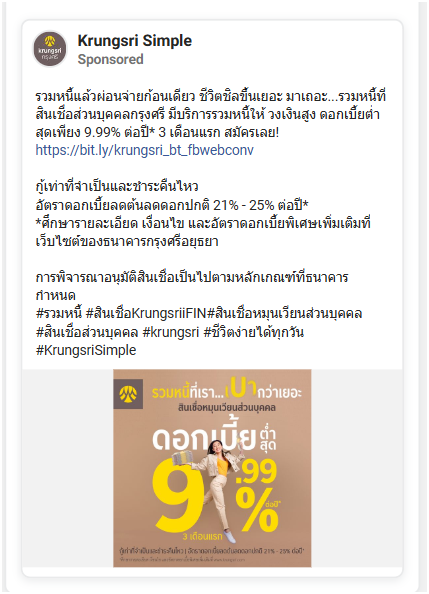 Krungsri Simple
Sponsored
krungsri
กรุงศรี
รวมหนี้แล้วผ่อนจ่ายก้อนเดียว ชีวิตชิลขึ้นเยอะ มาเถอะ...รวมหนี้ที่
สินเชื่อส่วนบุคคลกรุงศรี มีบริการรวมหนี้ให้ วงเงินสูง ดอกเบี้ยต่ำ
สุดเพียง 9.99% ต่อปี* 3 เดือนแรก สมัครเลย!
https://bit.ly/krungsri_bt_fbwebconv
กู้เท่าที่จำเป็นและชำระคืนไหว
อัตราดอกเบี้ยลดต้นลดดอกปกติ 21% - 25% ต่อปี*
*ศึกษารายละเอียด เงื่อนไข และอัตราดอกเบี้ยพิเศษเพิ่มเติมที่
เว็บไซต์ของธนาคารกรุงศรีอยุธยา
การพิจารณาอนุมัติสินเชื่อเป็นไปตามหลักเกณฑ์ที่ธนาคาร
กำหนด
#รวมหนี้ #สินเชื่อKrungsriiFIN#สินเชื่อหมุนเวียนส่วนบุคคล
#สินเชื่อส่วนบุคคล #krungsri #ชีวิตง่ายได้ทุกวัน
#KrungsriSimple
รวมหนี้ที่เรา...เบากว่าเยอะ
สินเชื่อหมุนเวียนส่วนบุคคล
ดอกเบี้ยต่ำสุด
9.99%
ต่อปี*
3 เดือนแรก
กู้เท่าที่จำเป็นและชำระคืนไหว | อัตราดอกเบี้ยลดต้นลดดอกปกติ 21% - 25% ต่อปี*